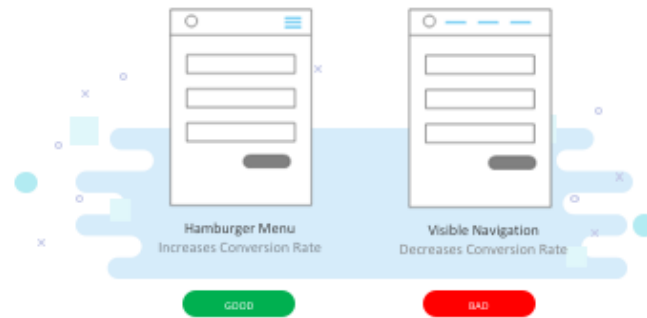 Hamburger Menu
Increases Conversion Rate
GOOD
Visible Navigation
Decreases Conversion Rate
BAD